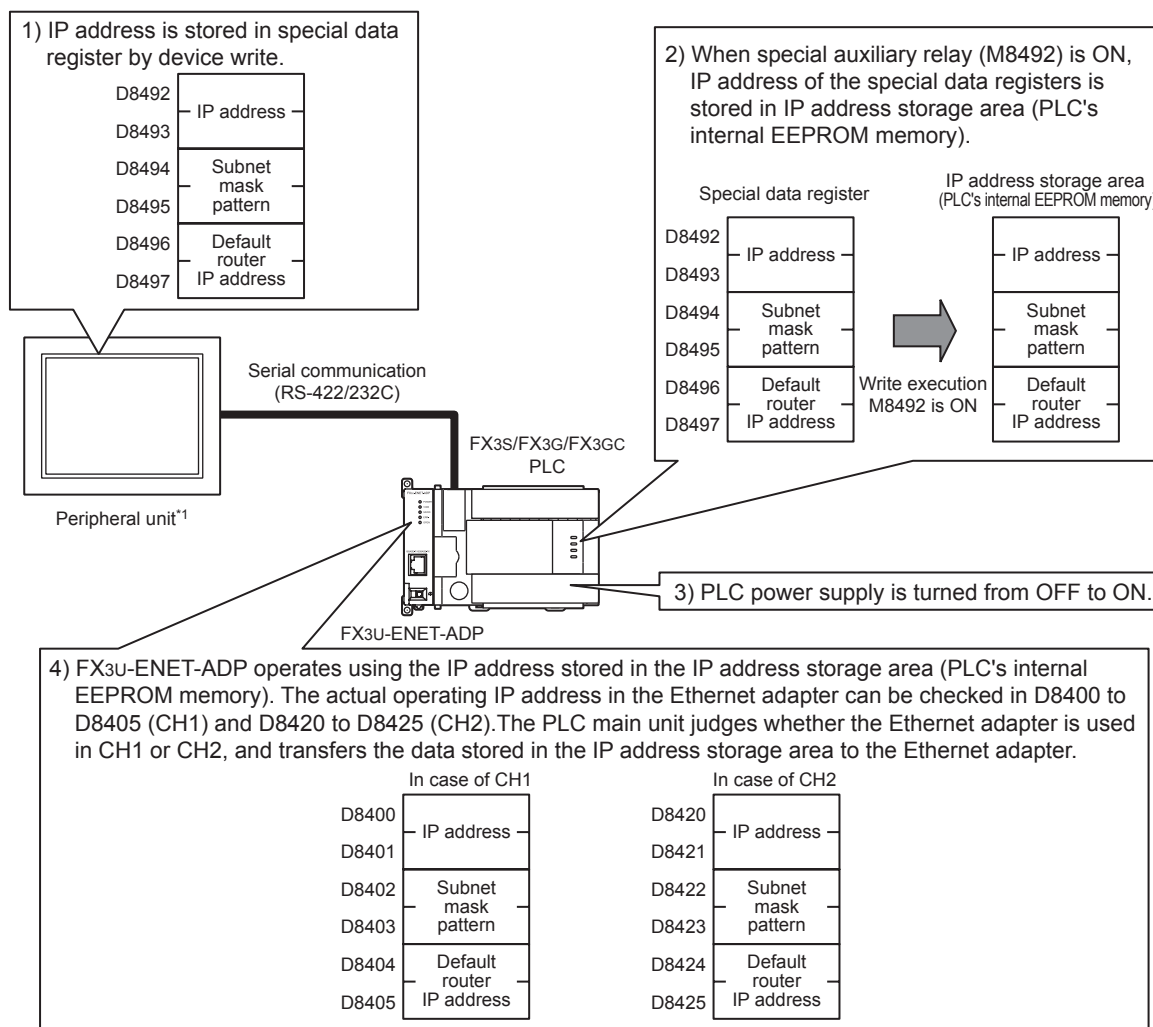 1) IP address is stored in special data
register by device write.
D8492
IP address
D8493
D8494
Subnet
mask
D8495
pattern
D8496
Default
router
D8497
IP address
2) When special auxiliary relay (M8492) is ON,
IP address of the special data registers is
stored in IP address storage area (PLC's
internal EEPROM memory).
Special data register
IP address storage area
(PLC's internal EEPROM memory)
D8492
IP address
D8493
D8494
Subnet
mask
D8495
pattern
D8496
Default
router
D8497
IP address
Write execution
M8492 is ON
IP address
Subnet
mask
pattern
Default
router
IP address
Serial communication
(RS-422/232C)
FX3S/FX3G/FX3GC
PLC
Peripheral unit*1
FX3U-ENET-ADP
3) PLC power supply is turned from OFF to ON.
4) FX3U-ENET-ADP operates using the IP address stored in the IP address storage area (PLC's internal
EEPROM memory). The actual operating IP address in the Ethernet adapter can be checked in D8400 to
D8405 (CH1) and D8420 to D8425 (CH2).The PLC main unit judges whether the Ethernet adapter is used
in CH1 or CH2, and transfers the data stored in the IP address storage area to the Ethernet adapter.
In case of CH1
D8400
IP address
D8401
D8402
Subnet
mask
D8403
pattern
D8404
Default
router
D8405
IP address
In case of CH2
D8420
IP address
D8421
D8422
Subnet
mask
D8423
pattern
D8424
Default
router
D8425
IP address